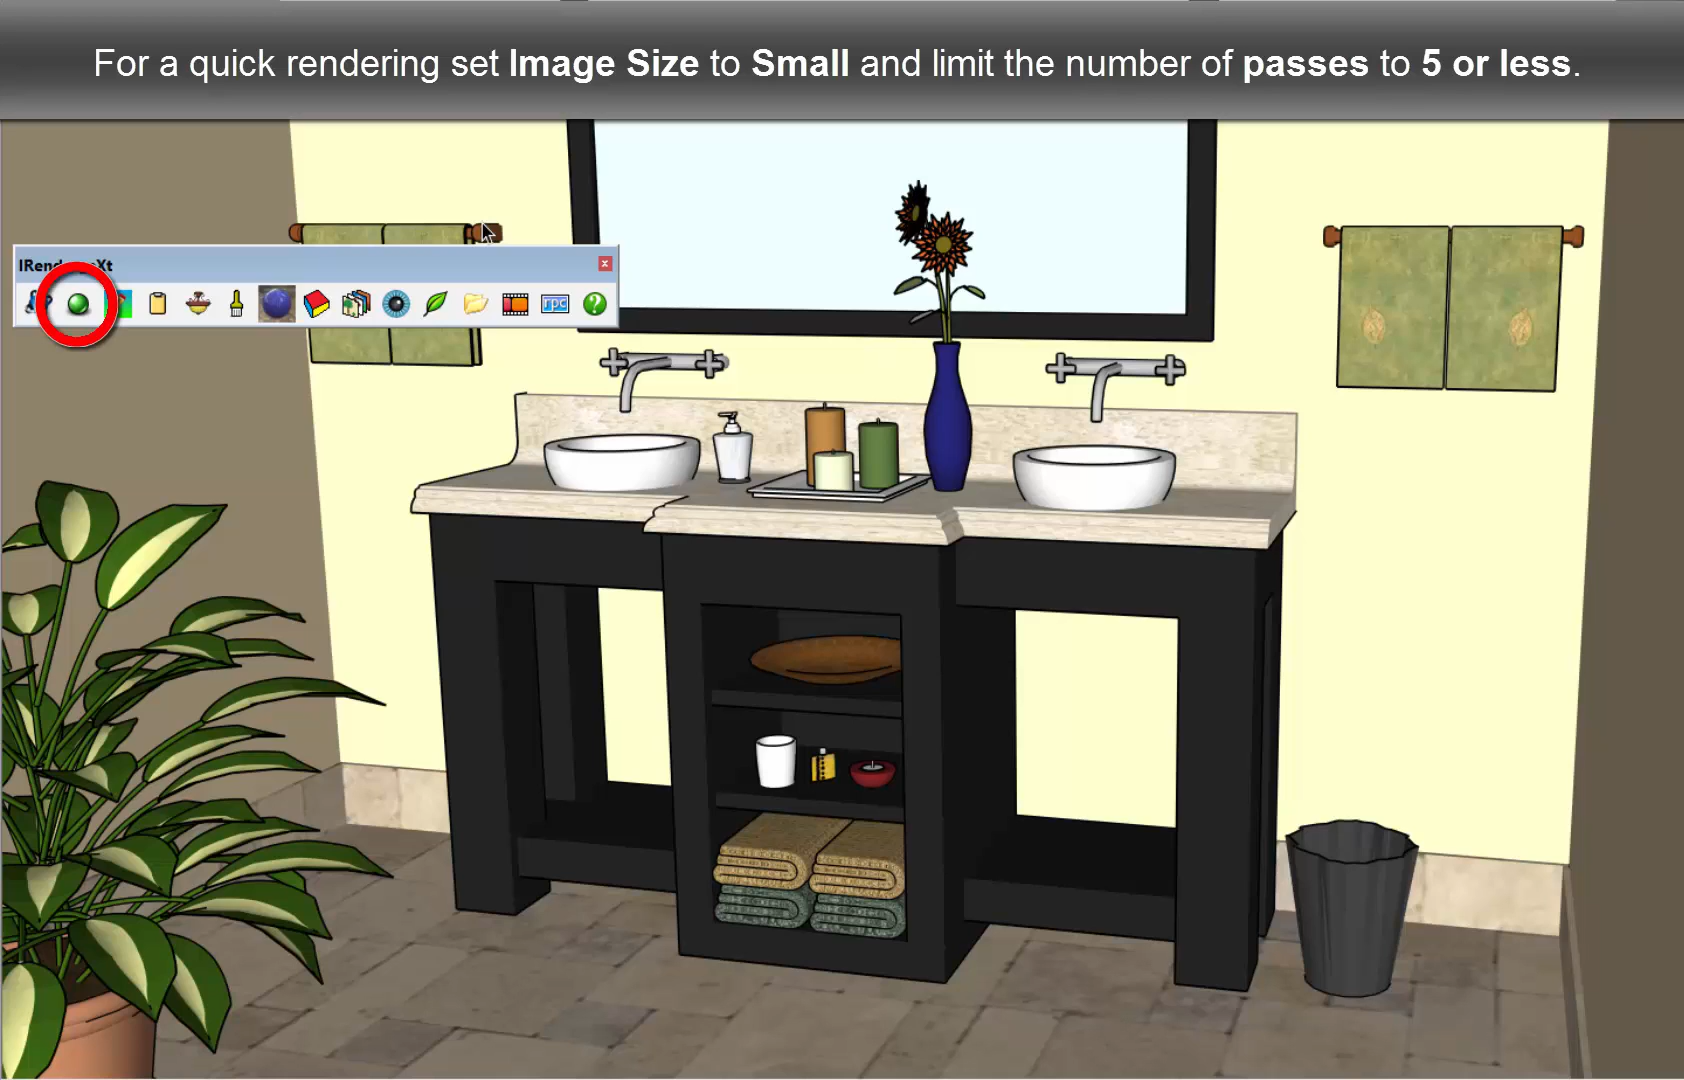 For a quick rendering set Image Size to Small and limit the number of passes to 5 or less.
rpc